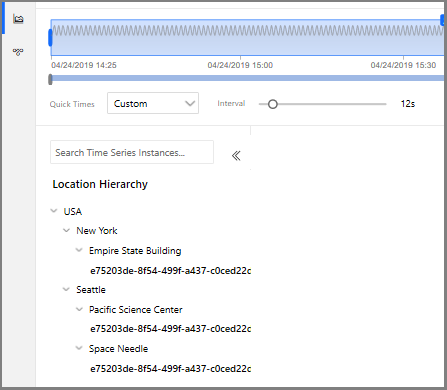 04/24/2019 14:25 04/24/2019 15:00 04/24/2019 15:30
Quick Times Custom Interval 12s
Search Time Series Instances...
Location Hierarchy
USA
New York
Empire State Building
e75203de-8f54-499f-a437-c0ced22c
Seattle
Pacific Science Center
e75203de-8f54-499f-a437-c0ced22c
Space Needle
e75203de-8f54-499f-a437-c0ced22c